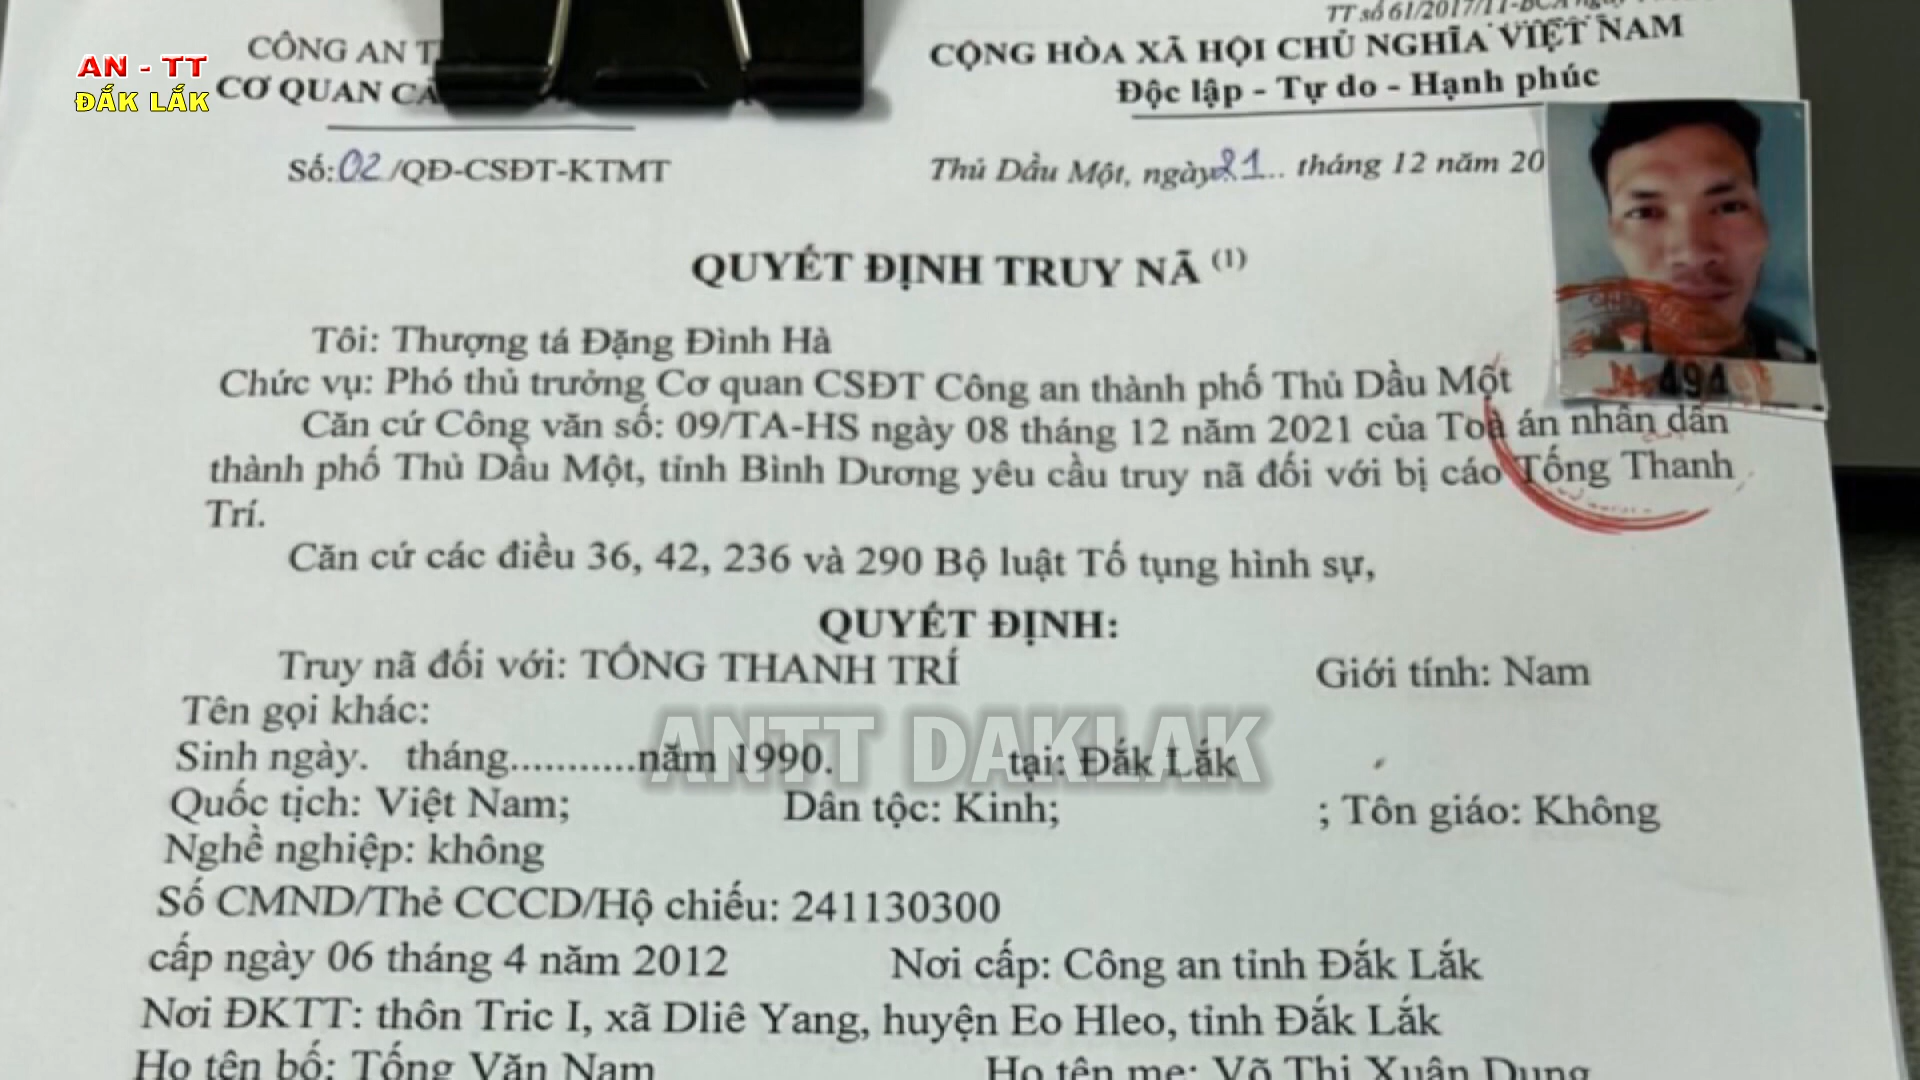 TT số 61/2017/TT-BCA ngày
AN - TT
ĐẮK LẮK
CÔNG AN T
CƠ QUAN CẢ
CỘNG HÒA XÃ HỘI CHỦ NGHĨA VIỆT NAM
Độc lập - Tự do - Hạnh phúc
Số:02/QĐ-CSĐT-KTMT
Thủ Dầu Một, ngày 21.. tháng 12 năm 20
QUYẾT ĐỊNH TRUY NÃ (1)
Tôi: Thượng tá Đặng Đình Hà
Chức vụ: Phó thủ trưởng Cơ quan CSĐT Công an thành phố Thủ Dầu Một
494
Căn cứ Công văn số: 09/TA-HS ngày 08 tháng 12 năm 2021 của Toà án nhân dân
thành phố Thủ Dầu Một, tỉnh Bình Dương yêu cầu truy nã đối với bị cáo Tống Thanh
Trí.
Căn cứ các điều 36, 42, 236 và 290 Bộ luật Tố tụng hình sự,
QUYẾT ĐỊNH:
Truy nã đối với: TỐNG THANH TRÍ Giới tính: Nam
Tên gọi khác:
ANTT DAKLAK
Sinh ngày. tháng...........năm 1990. tại: Đắk Lắk
Quốc tịch: Việt Nam; Dân tộc: Kinh; ; Tôn giáo: Không
Nghề nghiệp: không
Số CMND/Thẻ CCCD/Hộ chiếu: 241130300
cấp ngày 06 tháng 4 năm 2012 Nơi cấp: Công an tỉnh Đắk Lắk
Nơi ĐKTT: thôn Tric I, xã Dliê Yang, huyện Eo Hleo, tỉnh Đắk Lắk
Họ tên bố: Tống Văn Nam Họ tên mẹ: Võ Thị Xuân Dung